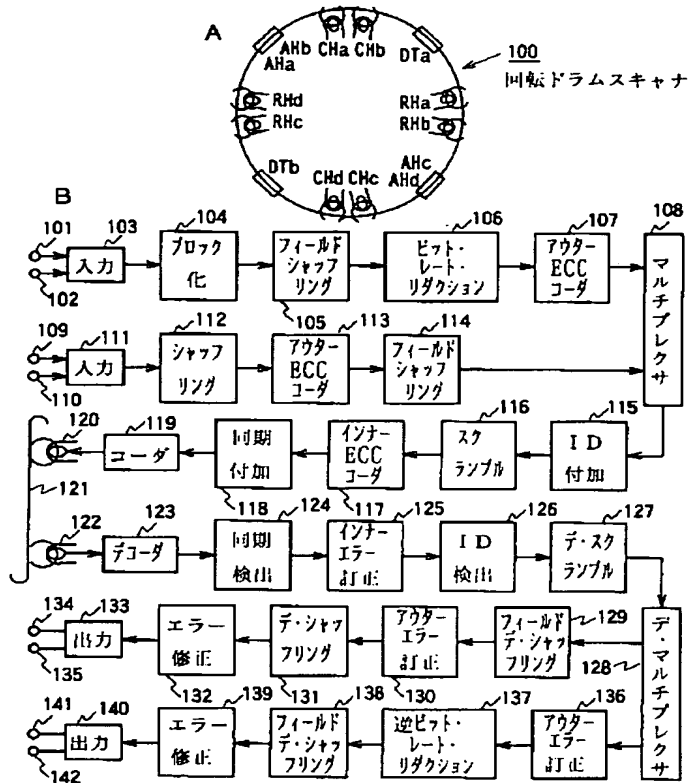 A
AHb
AHa
CHa CHb
DTa
100
回転ドラムスキャナ
RHd
RHc
RHa
RHb
DTb
CHd CHc
AHc
AHd
B
101
102
103
入力
104
ブロック
化
フィールド
シャッフ
リング
105
106
ビット・
レート・
リダクション
107
アウター
ECC
コーダ
108
マルチプレクサ
109
110
111
入力
112
シャッフ
リング
113
アウター
ECC
コーダ
114
フィールド
シャッフ
リング
120
121
119
コーダ
同期
付加
118
インナー
ECC
コーダ
117
116
スク
ランブル
115
ID
付加
122
123
デコーダ
124
同期
検出
125
インナー
エラー
訂正
126
ID
検出
127
デ・スク
ランブル
134
135
133
出力
エラー
修正
132
デ・シャッ
フリング
131
アウター
エラー
訂正
130
129
フィールド
デ・シャッ
フリング
128
デ・マルチプレクサ
141
142
140
出力
139
エラー
修正
138
フィールド
デ・シャッ
フリング
137
逆ビット・
レート・
リダクション
136
アウター
エラー
訂正